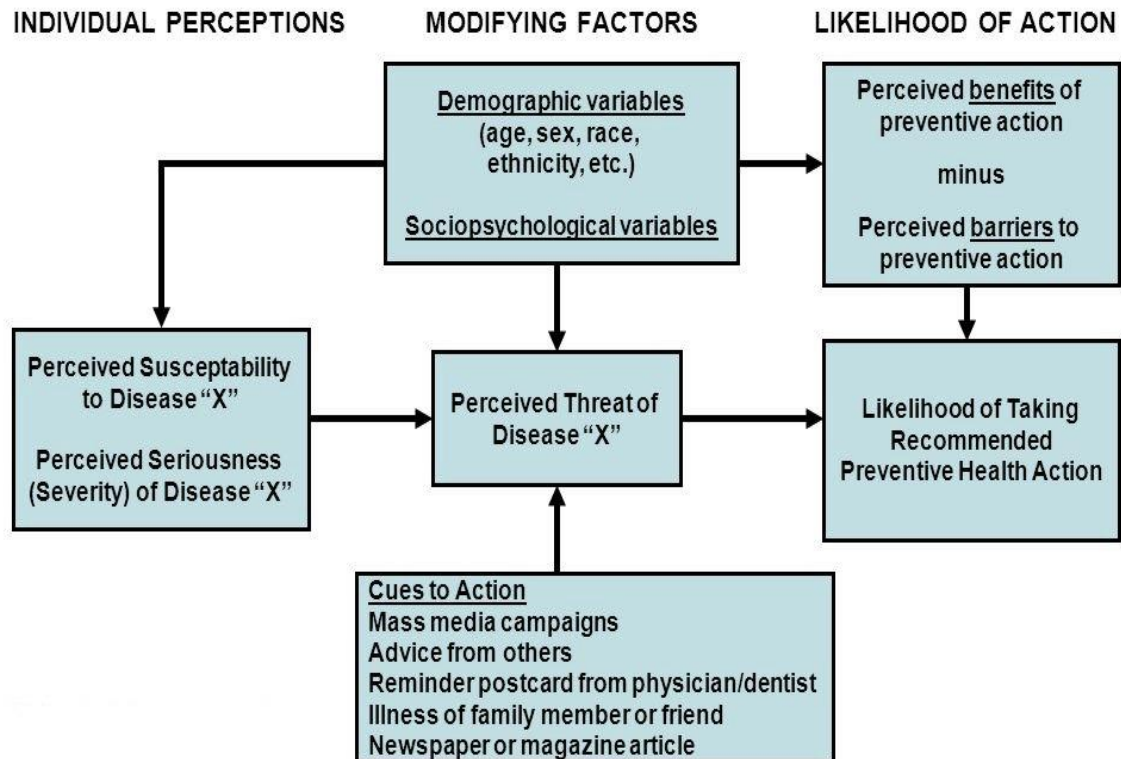 INDIVIDUAL PERCEPTIONS
MODIFYING FACTORS
LIKELIHOOD OF ACTION
Demographic variables
(age, sex, race,
ethnicity, etc.)
Sociopsychological variables
Perceived benefits of
preventive action
minus
Perceived barriers to
preventive action
Perceived Susceptability
to Disease “X”
Perceived Seriousness
(Severity) of Disease “X”
Perceived Threat of
Disease “X”
Likelihood of Taking
Recommended
Preventive Health Action
Cues to Action
Mass media campaigns
Advice from others
Reminder postcard from physician/dentist
Illness of family member or friend
Newspaper or magazine article